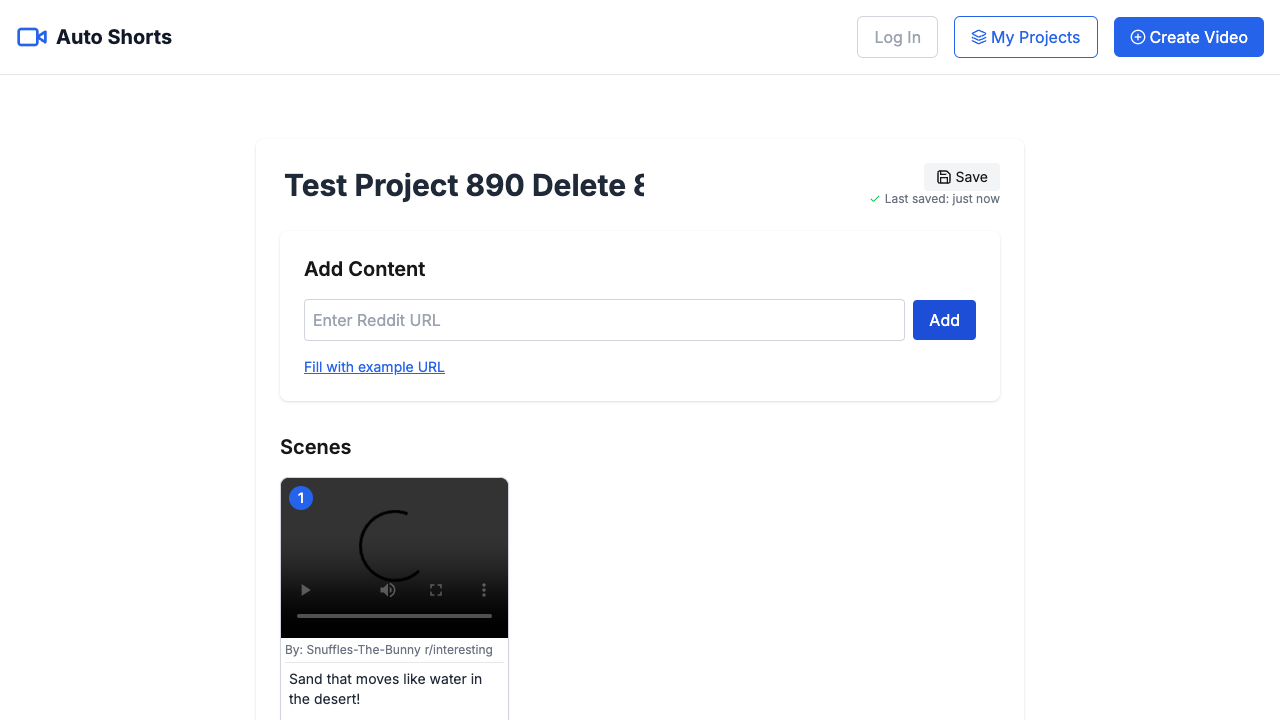 Auto Shorts
Log In
My Projects
Create Video
Test Project 890 Delete
Save
Last saved: just now
Add Content
Enter Reddit URL
Add
Fill with example URL
Scenes
1
By: Snuffles-The-Bunny r/interesting
Sand that moves like water in
the desert!